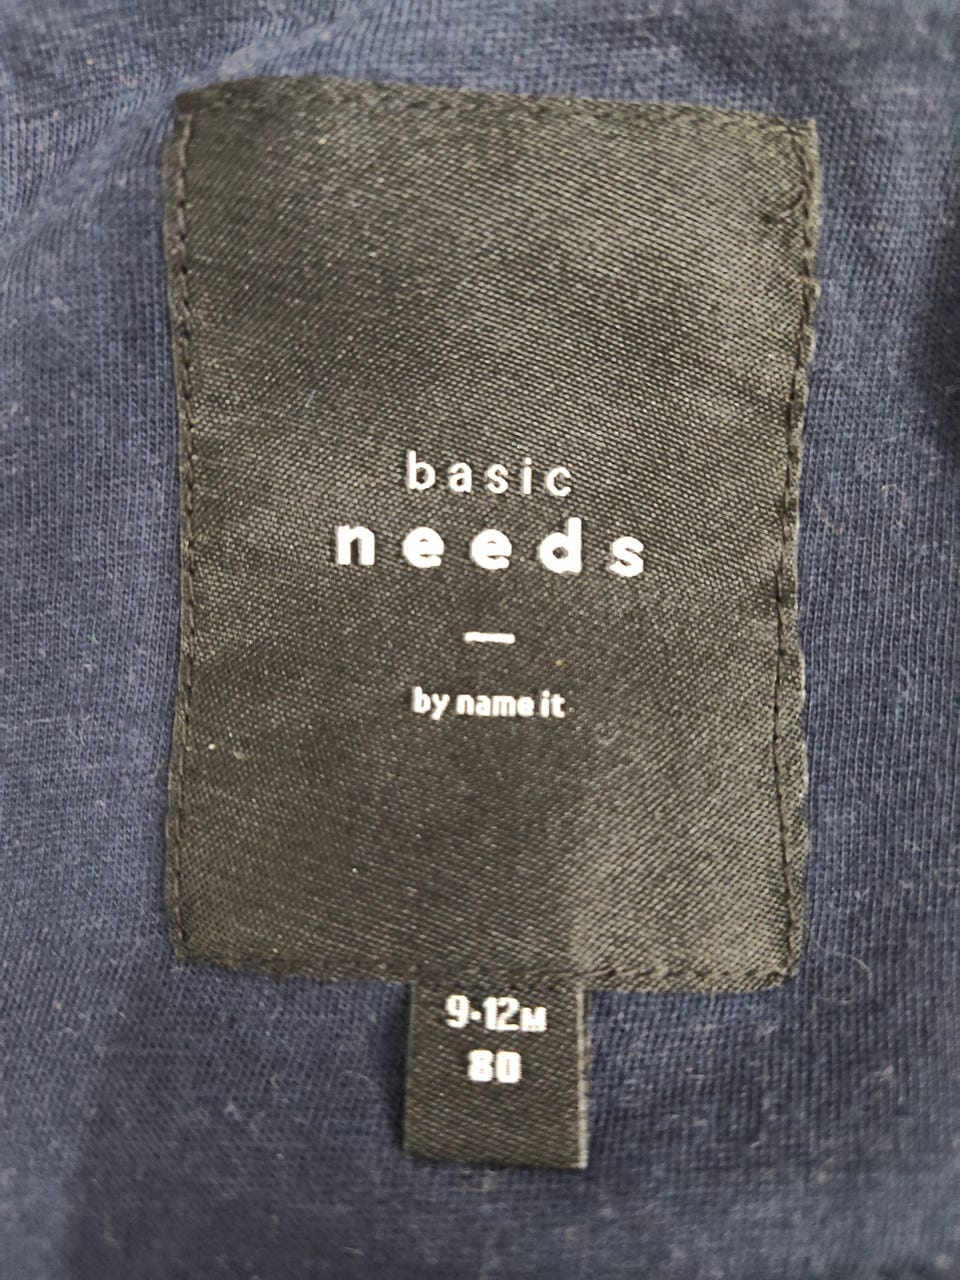 basic
needs
—
by name it
9-12M
80